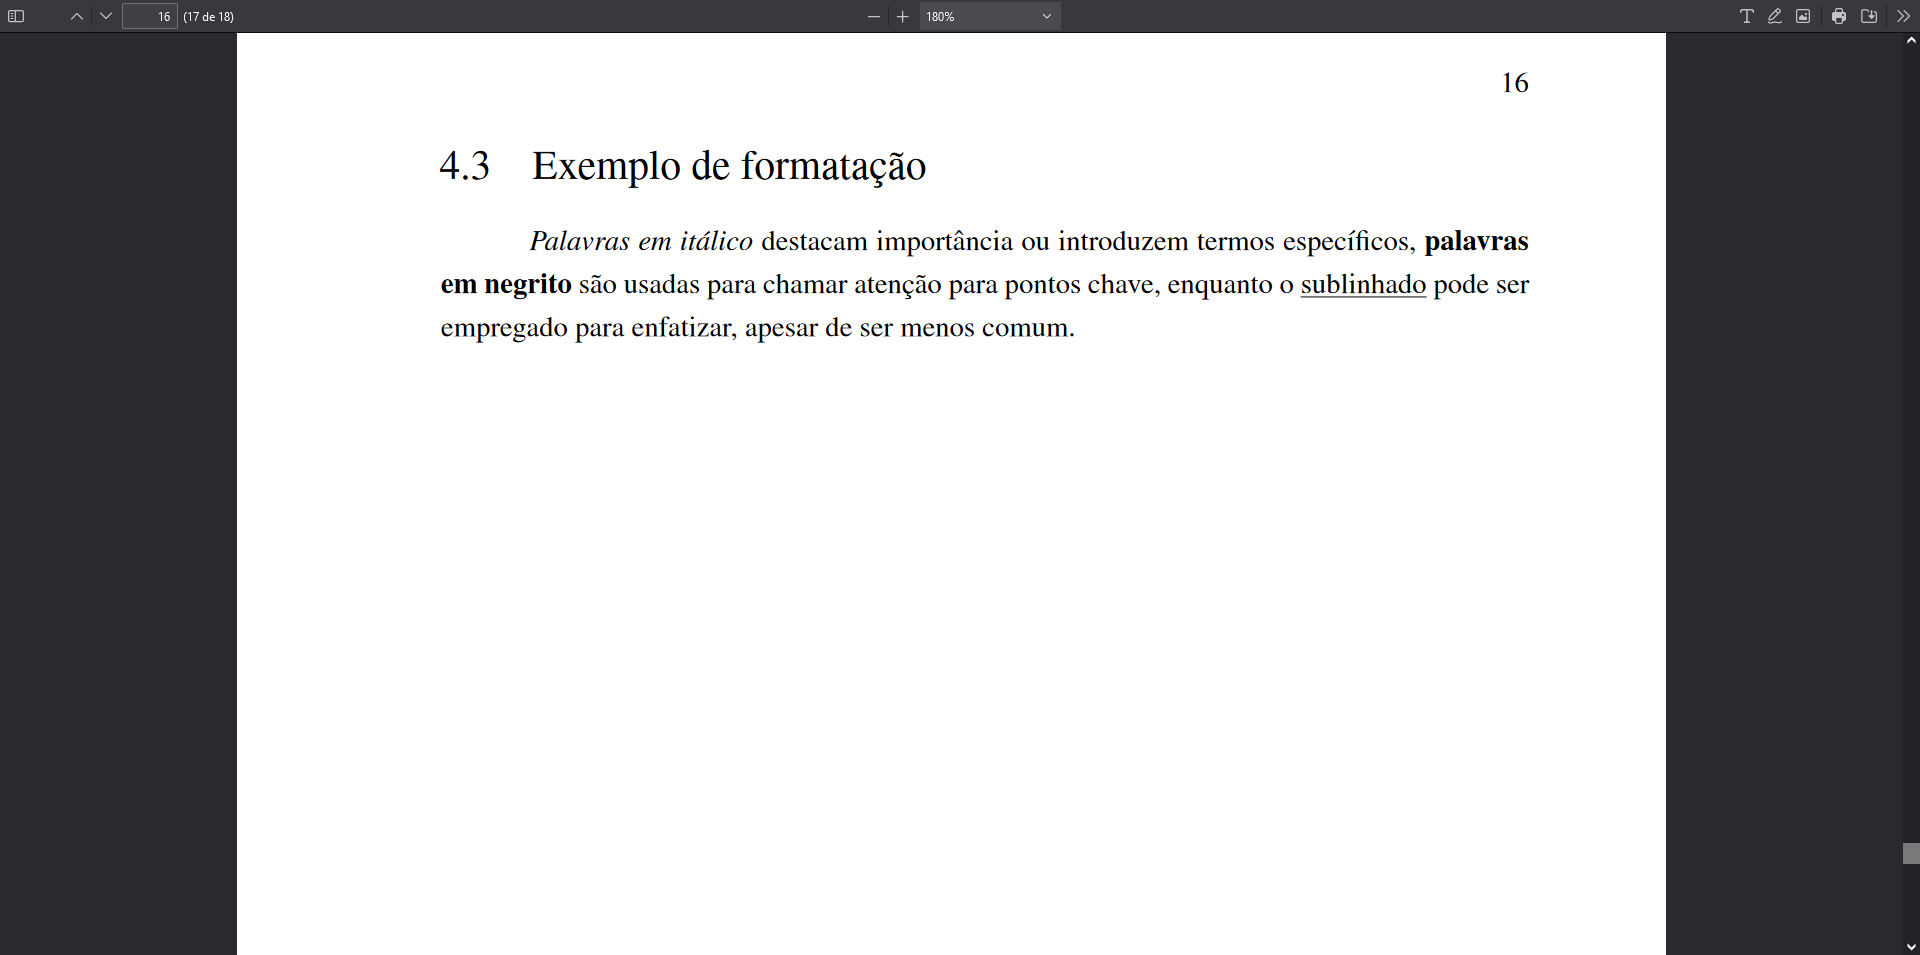 16 (17 de 18) 180%
16
4.3 Exemplo de formatação
Palavras em itálico destacam importância ou introduzem termos específicos, palavras
em negrito são usadas para chamar atenção para pontos chave, enquanto o sublinhado pode ser
empregado para enfatizar, apesar de ser menos comum.